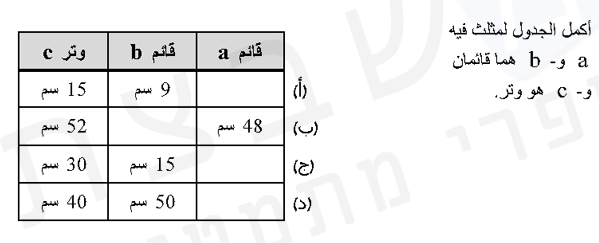 أكمل الجدول لمثلث فيه
a و- b هما قائمان
و- c هو وتر.
قائم a قائم b وتر c
(أ) 9 سم 15 سم
(ب) 48 سم 52 سم
(ج) 15 سم 30 سم
(د) 50 سم 40 سم